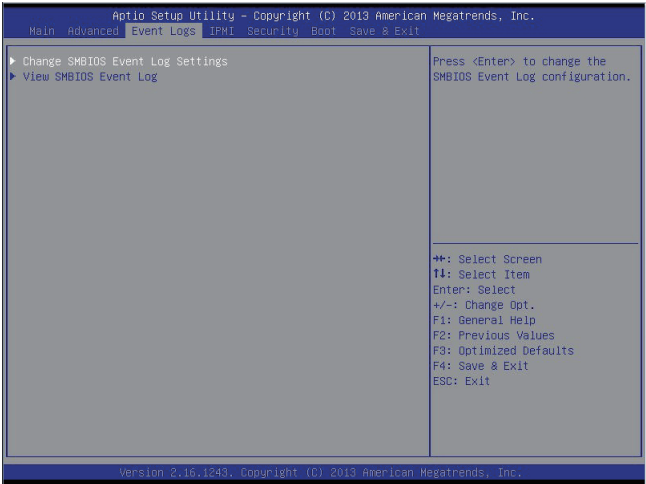 Aptio Setup Utility – Copyright (C) 2013 American Megatrends, Inc.
Main Advanced Event Logs IPMI Security Boot Save & Exit
Change SMBIOS Event Log Settings
View SMBIOS Event Log
Press <Enter> to change the
SMBIOS Event Log configuration.
→←: Select Screen
↑↓: Select Item
Enter: Select
+/-: Change Opt.
F1: General Help
F2: Previous Values
F3: Optimized Defaults
F4: Save & Exit
ESC: Exit
Version 2.16.1243. Copyright (C) 2013 American Megatrends, Inc.